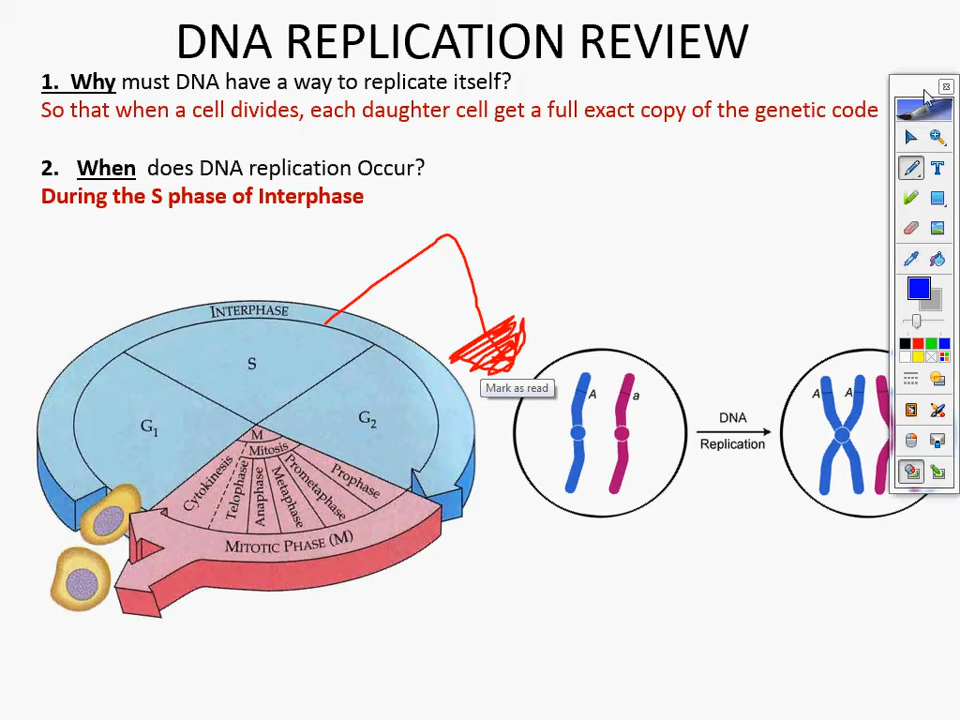 DNA REPLICATION REVIEW
1. Why must DNA have a way to replicate itself?
So that when a cell divides, each daughter cell get a full exact copy of the genetic code
2. When does DNA replication Occur?
During the S phase of Interphase
INTERPHASE
S
G1
G2
M
Mitosis
Cytokinesis
Telophase
Anaphase
Metaphase
Prometaphase
Prophase
MITOTIC PHASE (M)
Mark as read
A
a
DNA
Replication
A
A
T